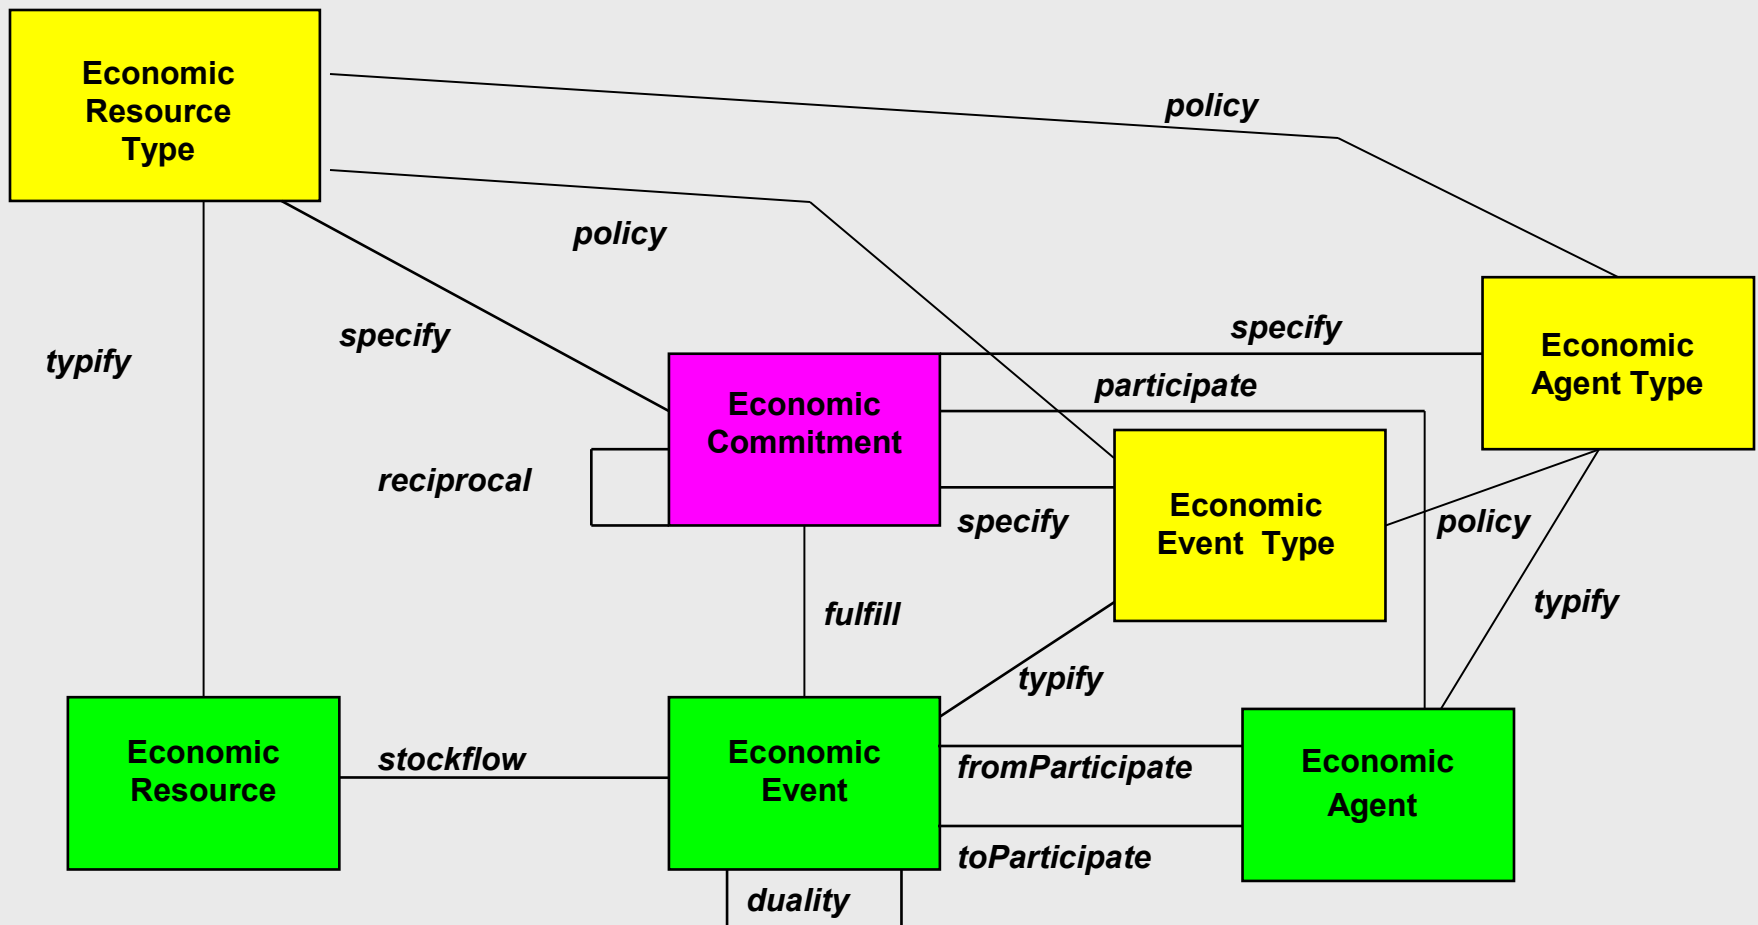 Economic
Resource
Type
policy
policy
specify
typify
specify
Economic
Agent Type
participate
Economic
Commitment
reciprocal
specify
Economic
Event Type
policy
fulfill
typify
typify
Economic
Resource
stockflow
Economic
Event
fromParticipate
Economic
Agent
toParticipate
duality